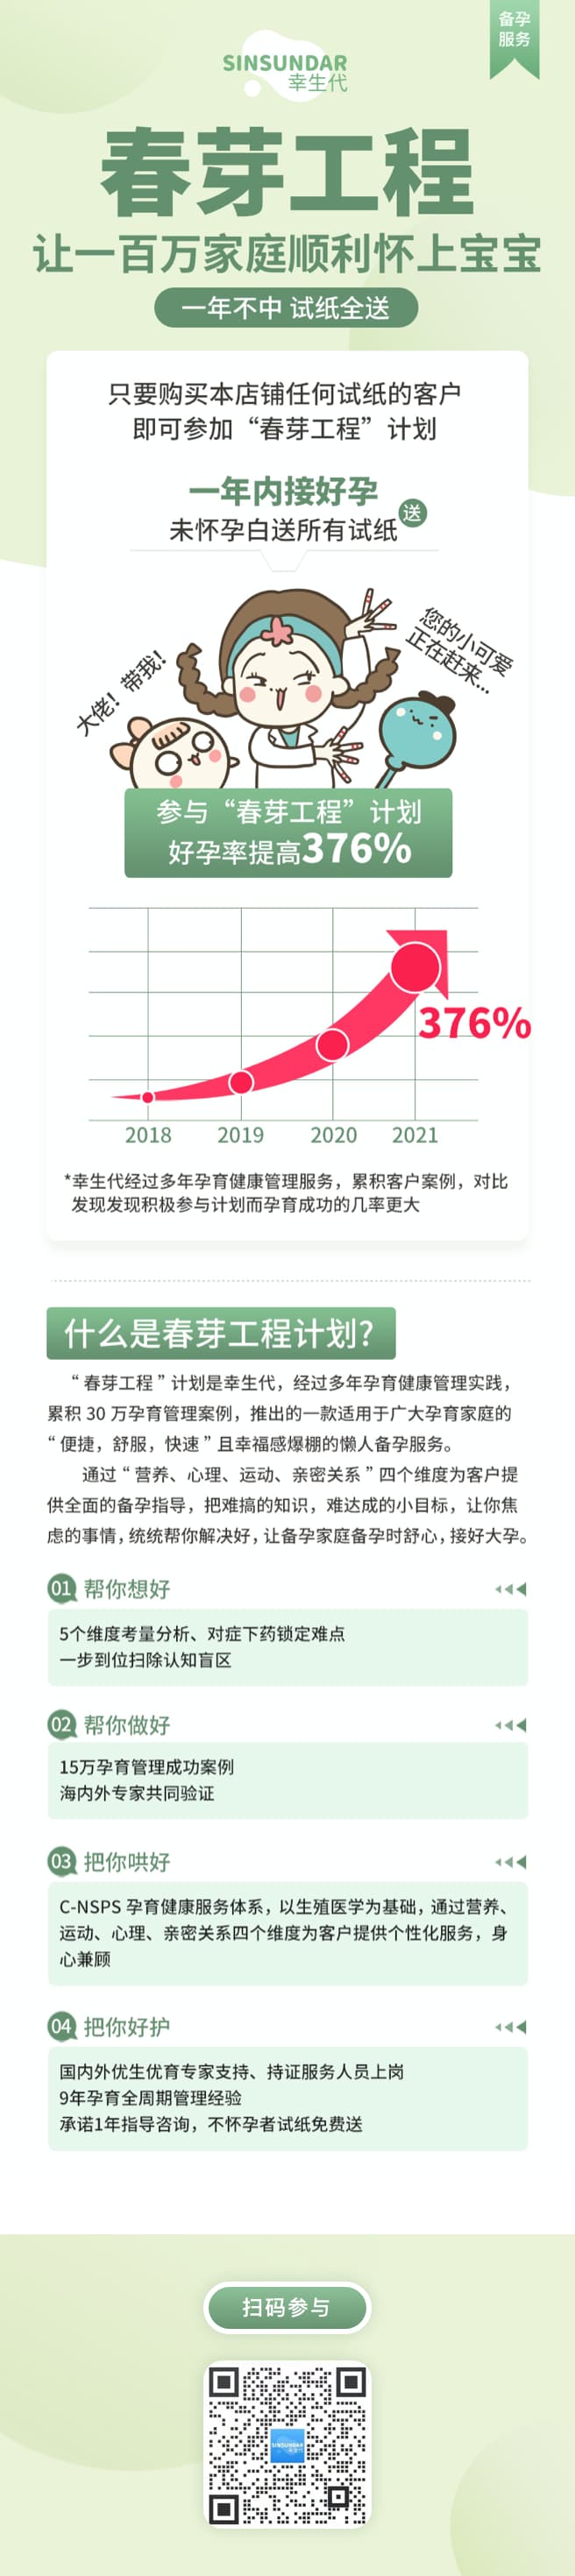 备孕
服务
SINSUNDAR
幸生代
春芽工程
让一百万家庭顺利怀上宝宝
一年不中 试纸全送
只要购买本店铺任何试纸的客户
即可参加“春芽工程”计划
一年内接好孕
未怀孕白送所有试纸
送
您的小可爱
正在赶来...
大佬！带我！
参与“春芽工程”计划
好孕率提高376%
376%
2018 2019 2020 2021
*幸生代经过多年孕育健康管理服务，累积客户案例，对比
发现发现积极参与计划而孕育成功的几率更大
什么是春芽工程计划?
“春芽工程”计划是幸生代，经过多年孕育健康管理实践，
累积 30 万孕育管理案例，推出的一款适用于广大孕育家庭的
“便捷，舒服，快速”且幸福感爆棚的懒人备孕服务。
通过“营养、心理、运动、亲密关系”四个维度为客户提
供全面的备孕指导，把难搞的知识，难达成的小目标，让你焦
虑的事情，统统帮你解决好，让备孕家庭备孕时舒心，接好大孕。
01 帮你想好
5个维度考量分析、对症下药锁定难点
一步到位扫除认知盲区
02 帮你做好
15万孕育管理成功案例
海内外专家共同验证
03 把你哄好
C-NSPS 孕育健康服务体系，以生殖医学为基础，通过营养、
运动、心理、亲密关系四个维度为客户提供个性化服务，身
心兼顾
04 把你好护
国内外优生优育专家支持、持证服务人员上岗
9年孕育全周期管理经验
承诺1年指导咨询，不怀孕者试纸免费送
扫码参与
SINSUNDAR
幸生代